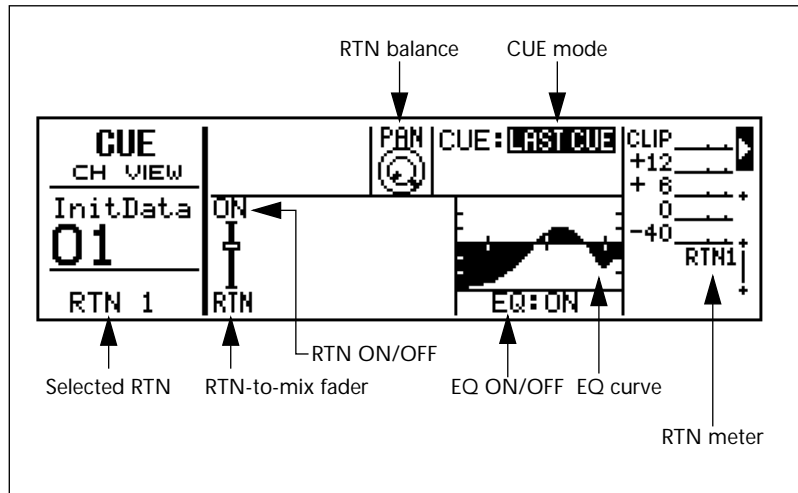 RTN balance CUE mode
CUE
CH VIEW
InitData
01
RTN 1
ON
RTN
PAN
CUE:LAST CUE
EQ:ON
CLIP
+12
+ 6
0
-40
RTN1
RTN ON/OFF
Selected RTN RTN-to-mix fader EQ ON/OFF EQ curve
RTN meter